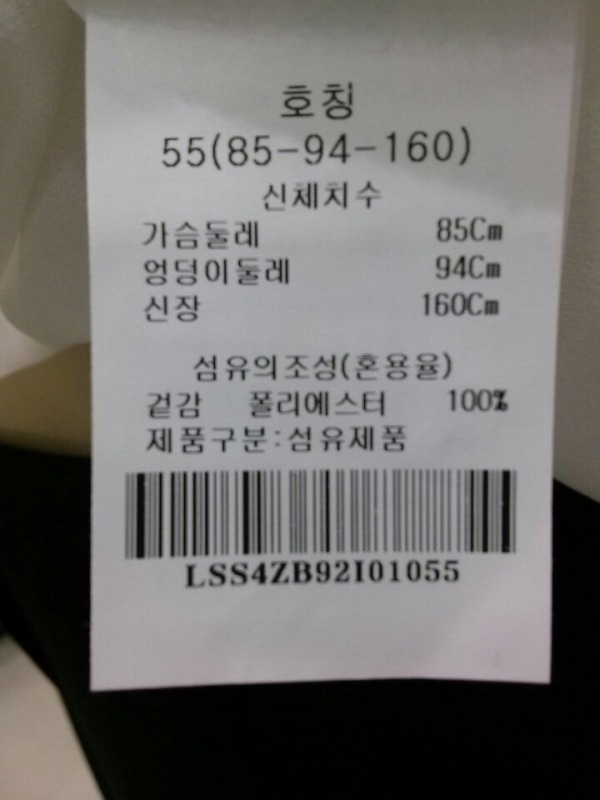 호칭
55(85-94-160)
신체치수
가슴둘레 85Cm
엉덩이둘레 94Cm
신장 160Cm
섬유의조성(혼용율)
겉감 폴리에스터 100%
제품구분:섬유제품
LSS4ZB92I01055